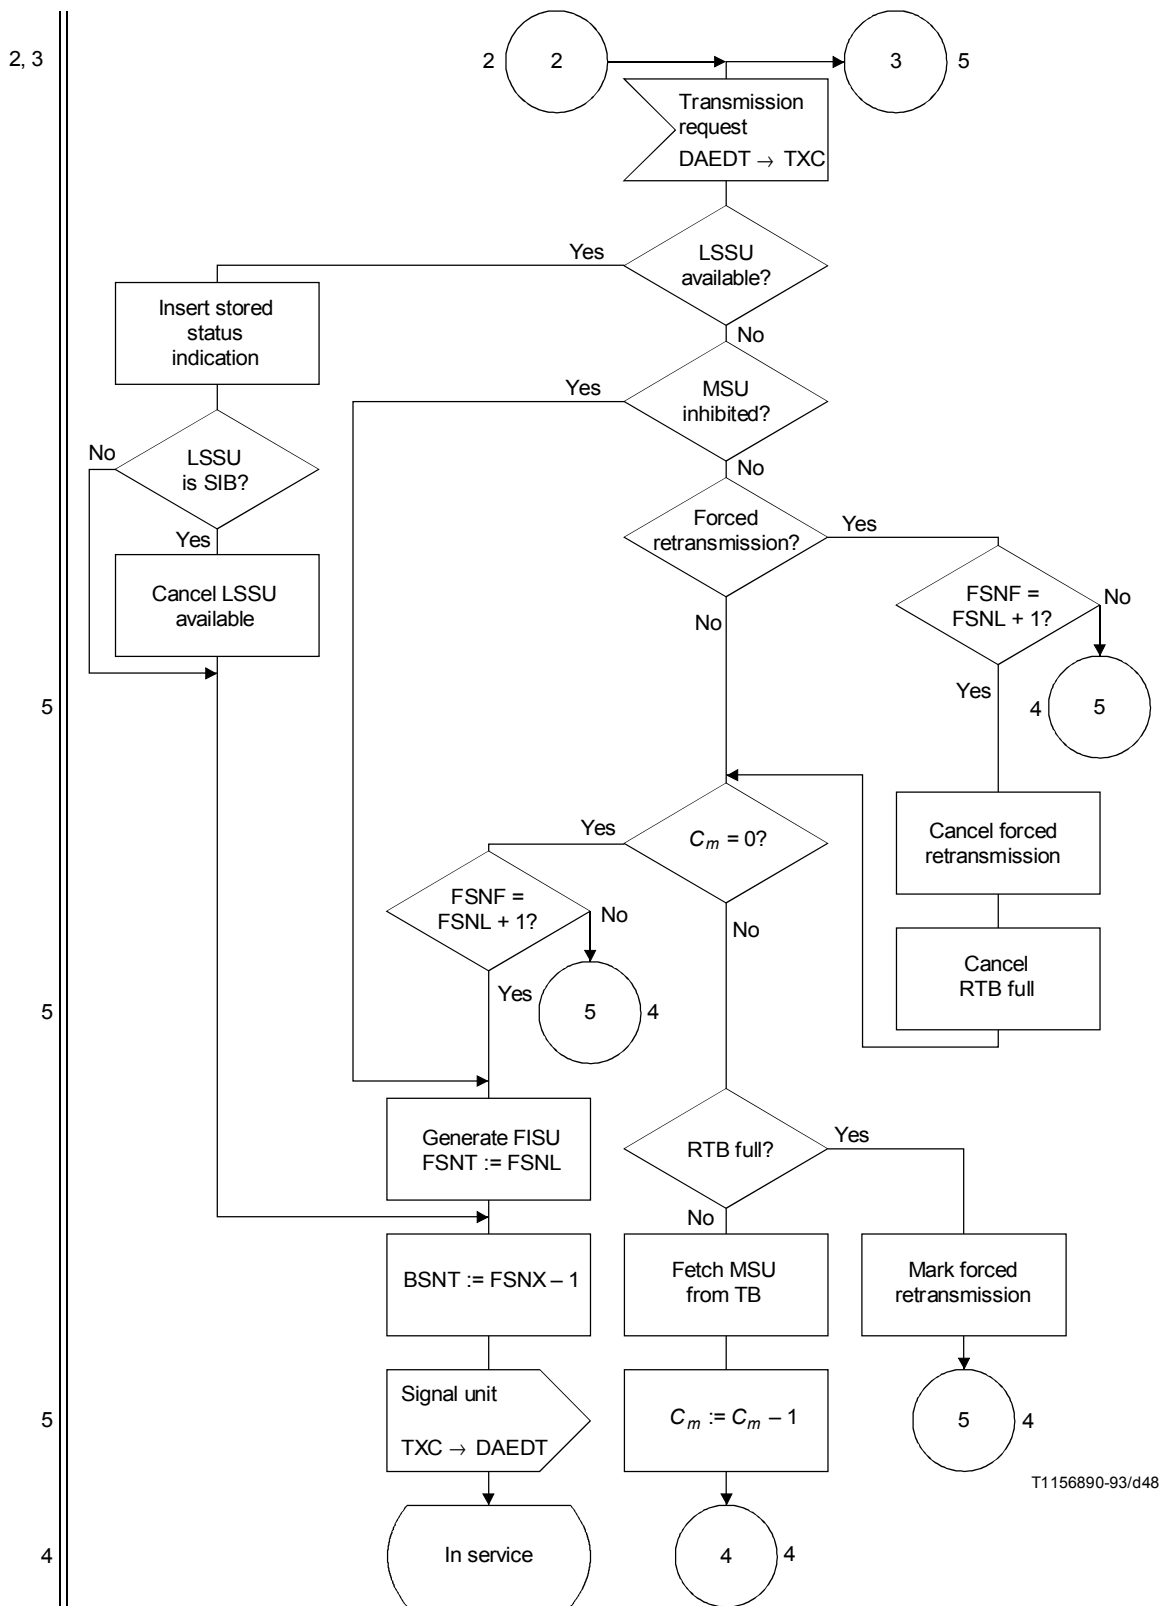 2, 3
2
2
3
5
Transmission
request
DAEDT → TXC
LSSU
available?
Yes
No
Insert stored
status
indication
MSU
inhibited?
Yes
No
LSSU
is SIB?
No
Yes
Forced
retransmission?
Yes
No
Cancel LSSU
available
FSNF =
FSNL + 1?
No
Yes
5
4
5
Cm = 0?
Yes
No
Cancel forced
retransmission
FSNF =
FSNL + 1?
No
Yes
Cancel
RTB full
5
5
4
Generate FISU
FSNT := FSNL
RTB full?
Yes
No
BSNT := FSNX – 1
Fetch MSU
from TB
Mark forced
retransmission
5
Signal unit
TXC → DAEDT
Cm := Cm – 1
5
4
T1156890-93/d48
4
In service
4
4